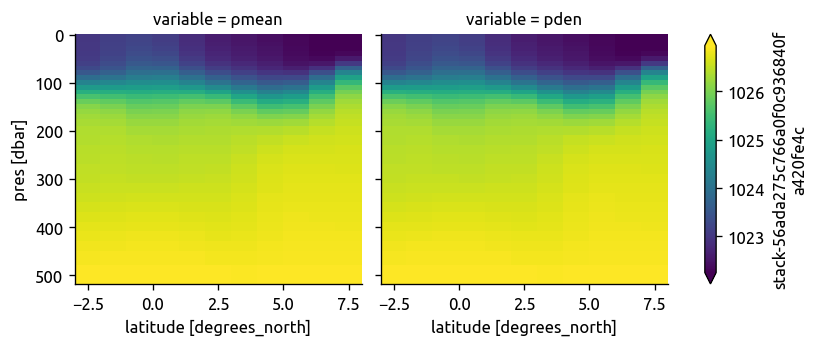 variable = ρmean
variable = pden
0
100
200
300
400
500
pres [dbar]
−2.5
0.0
2.5
5.0
7.5
latitude [degrees_north]
−2.5
0.0
2.5
5.0
7.5
latitude [degrees_north]
1026
1025
1024
1023
stack-56ada275c766a0f0c936840f
a420fe4c